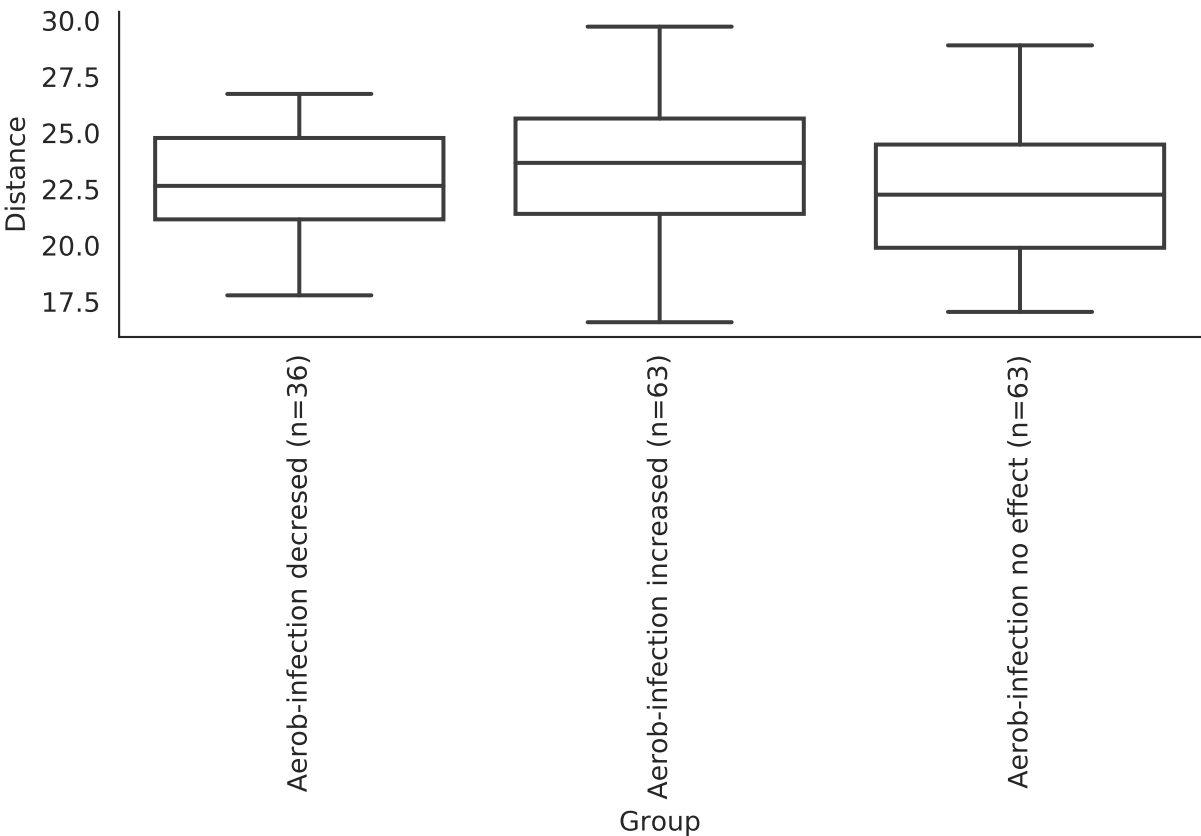 30.0
27.5
25.0
22.5
20.0
17.5
Distance
Aerob-infection decresed (n=36)
Aerob-infection increased (n=63)
Aerob-infection no effect (n=63)
Group